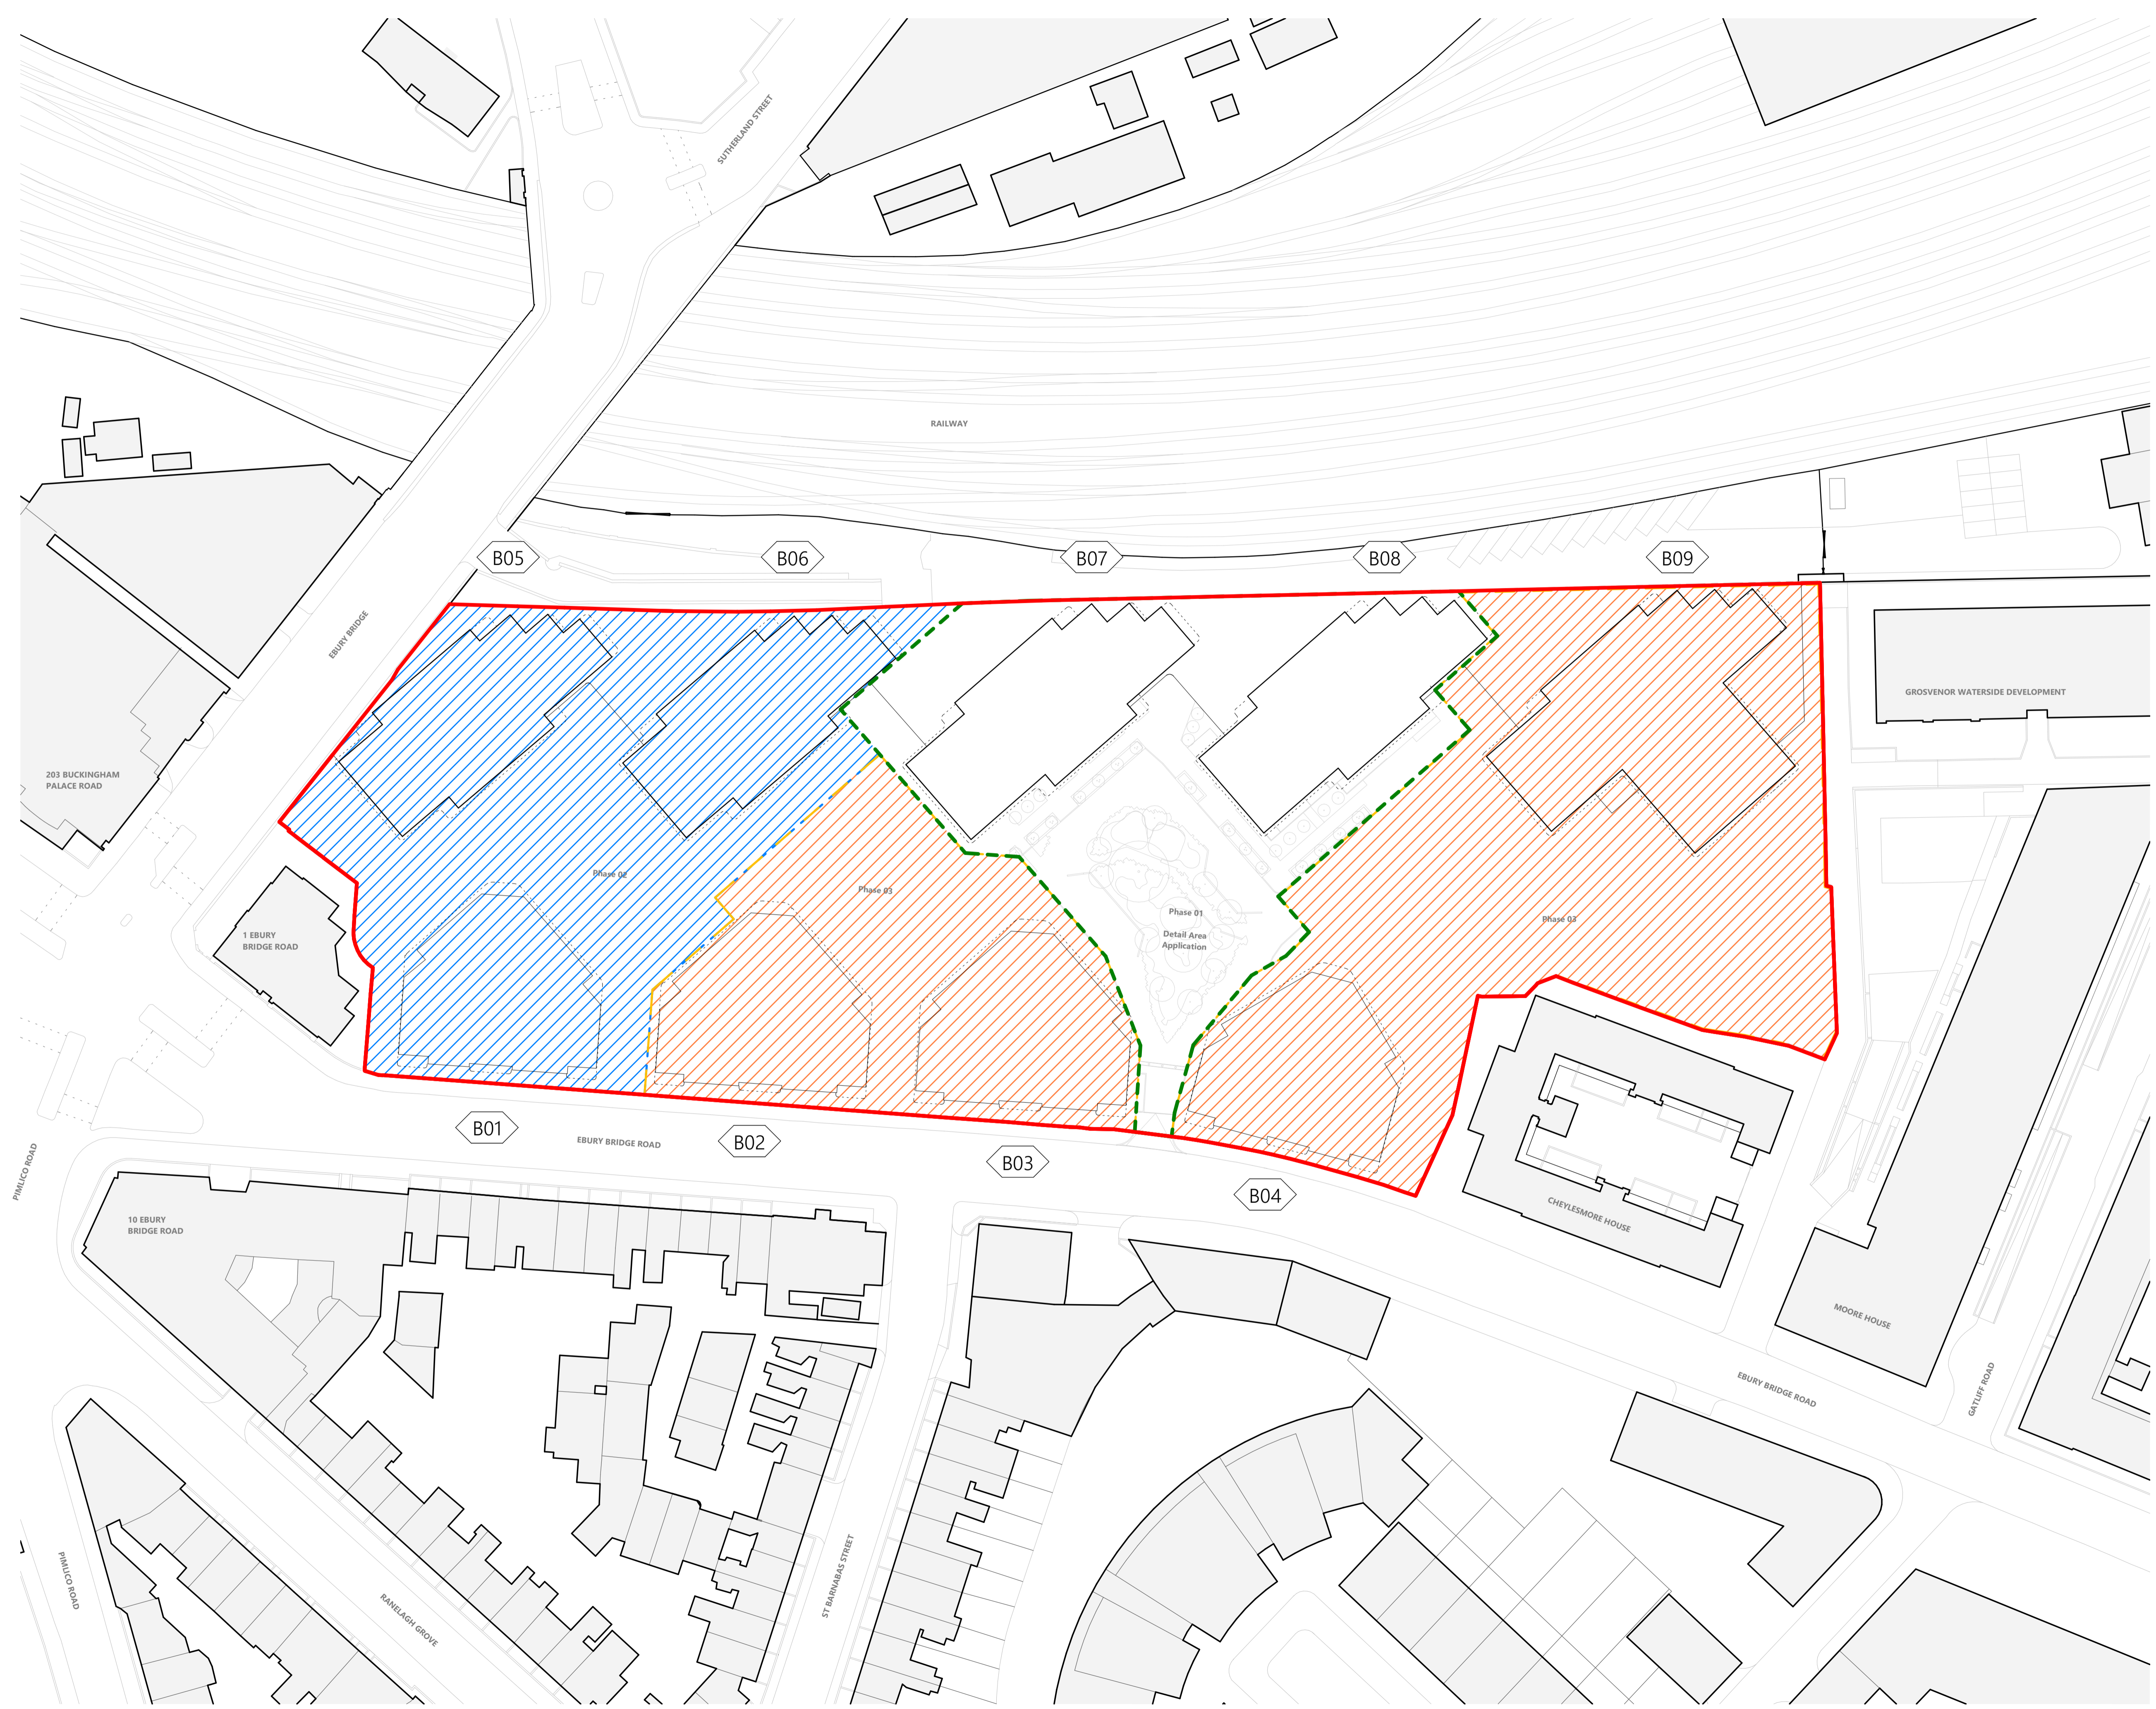 SUTHERLAND STREET
RAILWAY
B05
B06
B07
B08
B09
EBURY BRIDGE
GROSVENOR WATERSIDE DEVELOPMENT
203 BUCKINGHAM
PALACE ROAD
Phase 02
Phase 03
Phase 01
Detail Area
Application
Phase 03
1 EBURY
BRIDGE ROAD
B01
B02
B03
B04
EBURY BRIDGE ROAD
PIMLICO ROAD
10 EBURY
BRIDGE ROAD
CHEYLESMORE HOUSE
MOORE HOUSE
EBURY BRIDGE ROAD
GATLIFF ROAD
PIMLICO ROAD
RANELAGH GROVE
ST BARNABAS STREET